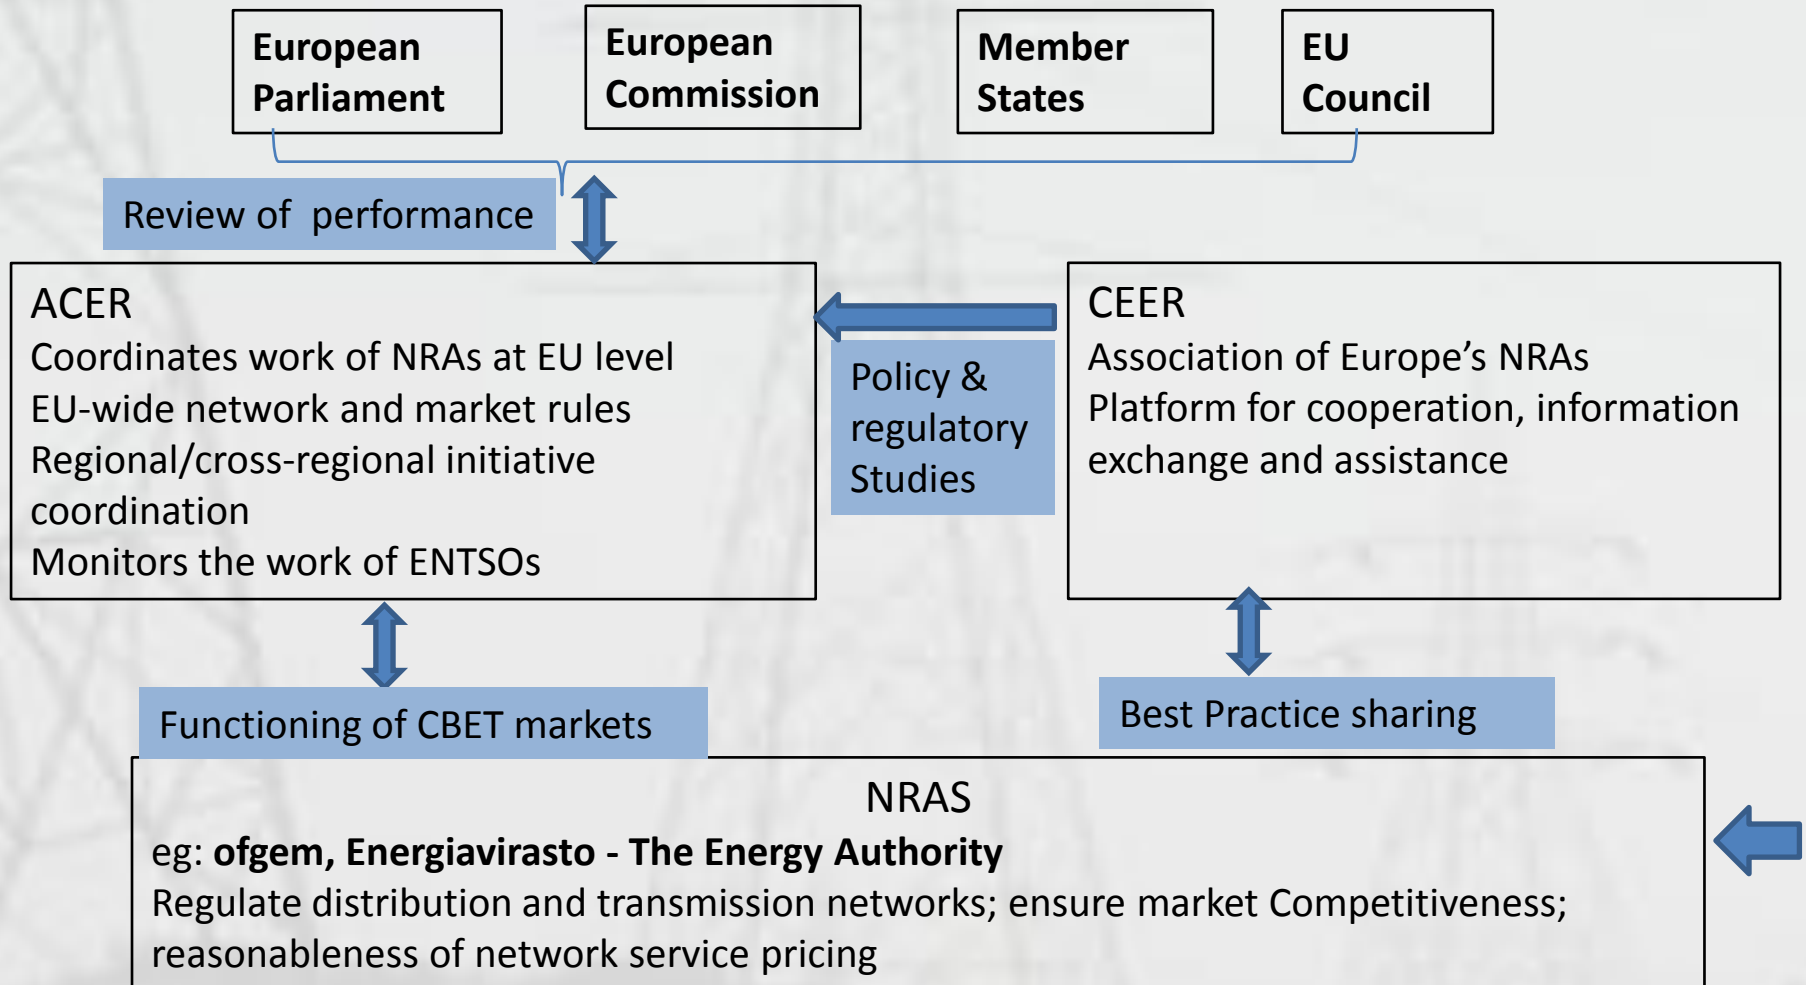 European
Parliament
European
Commission
Member
States
EU
Council
Review of  performance
ACER
Coordinates work of NRAs at EU level
EU-wide network and market rules
Regional/cross-regional initiative
coordination
Monitors the work of ENTSOs
Policy &
regulatory
Studies
CEER
Association of Europe’s NRAs
Platform for cooperation, information
exchange and assistance
Functioning of CBET markets
Best Practice sharing
NRAS
eg: ofgem, Energiavirasto - The Energy Authority
Regulate distribution and transmission networks; ensure market Competitiveness;
reasonableness of network service pricing